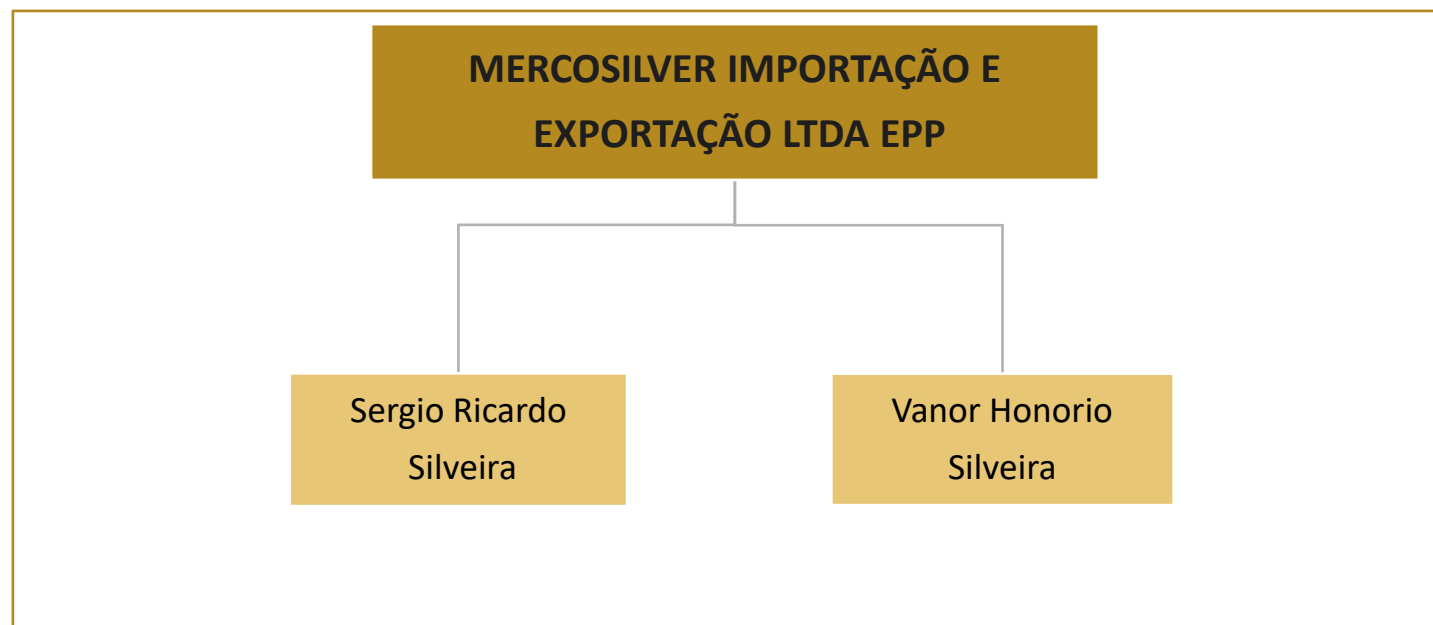 MERCOSILVER IMPORTAÇÃO E
EXPORTAÇÃO LTDA EPP
Sergio Ricardo
Silveira
Vanor Honorio
Silveira